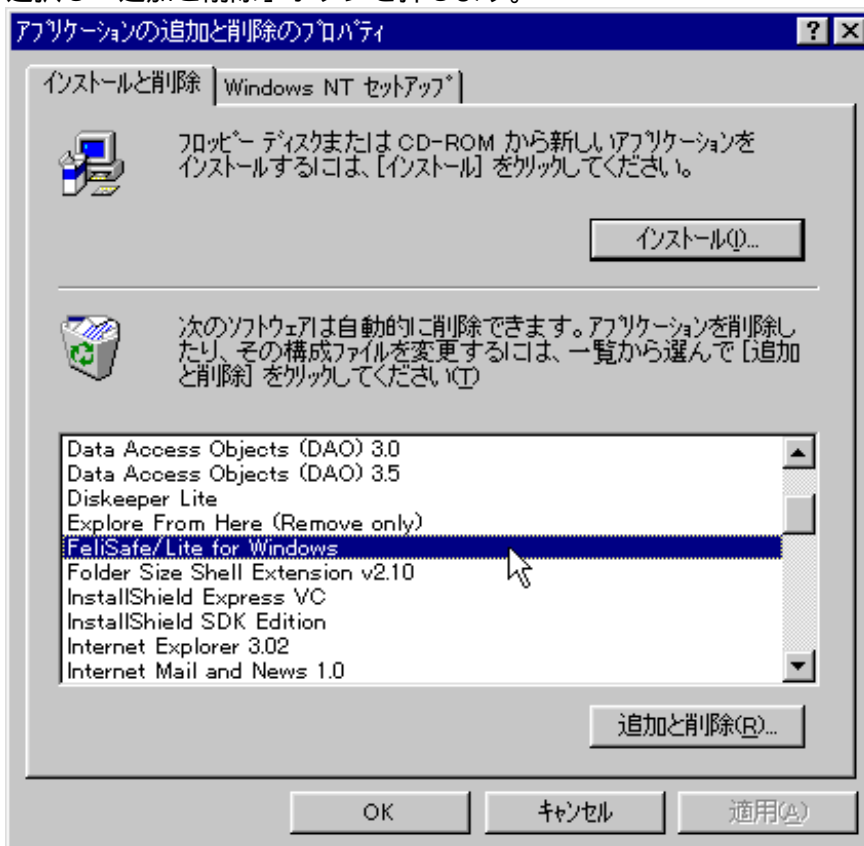 アプリケーションの追加と削除のプロパティ
インストールと削除
Windows NT セットアップ
フロッピー ディスクまたは CD-ROM から新しいアプリケーションを
インストールするには、[インストール] をクリックしてください。
インストール(I)...
次のソフトウェアは自動的に削除できます。アプリケーションを削除し
たり、その構成ファイルを変更するには、一覧から選んで [追加
と削除] をクリックしてください(T)
Data Access Objects (DAO) 3.0
Data Access Objects (DAO) 3.5
Diskeeper Lite
Explore From Here (Remove only)
FeliSafe/Lite for Windows
Folder Size Shell Extension v2.10
InstallShield Express VC
InstallShield SDK Edition
Internet Explorer 3.02
Internet Mail and News 1.0
追加と削除(R)...
OK
キャンセル
適用(A)